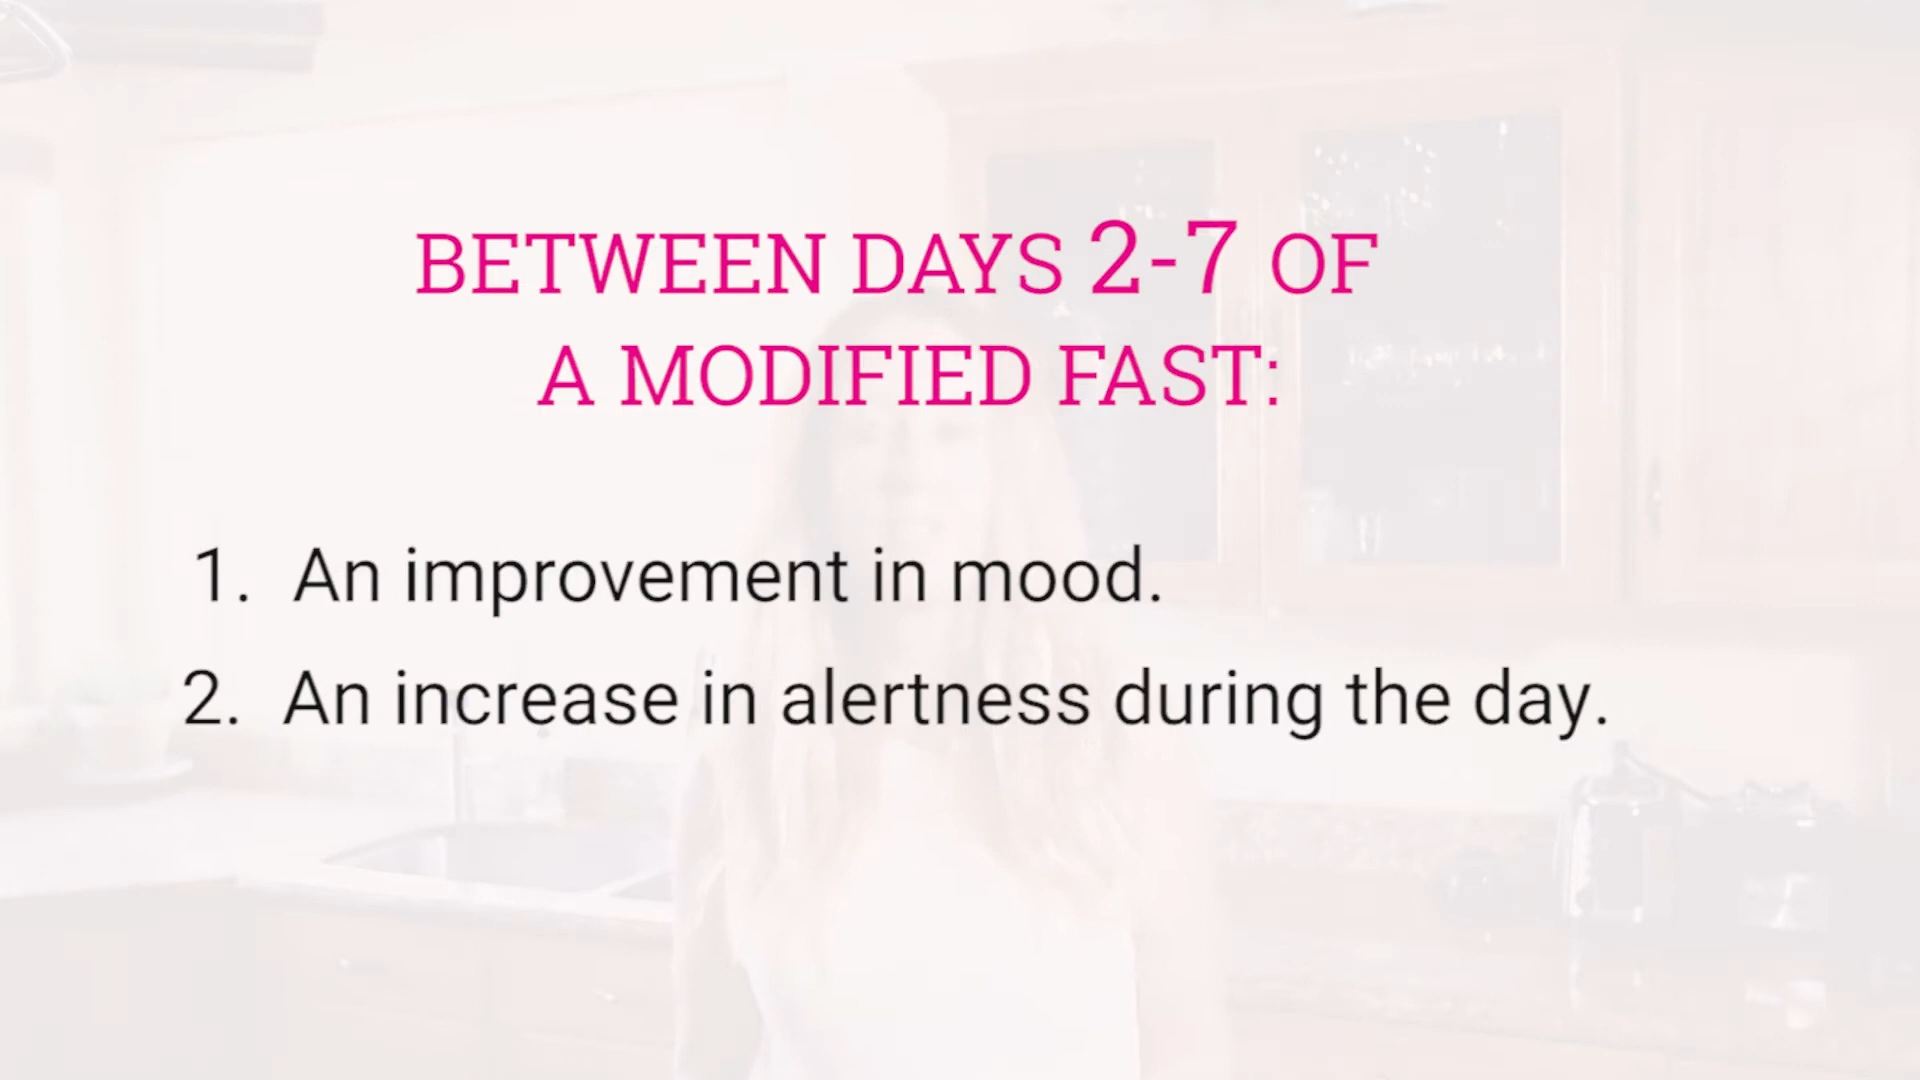 BETWEEN DAYS 2-7 OF
A MODIFIED FAST:
1. An improvement in mood.
2. An increase in alertness during the day.